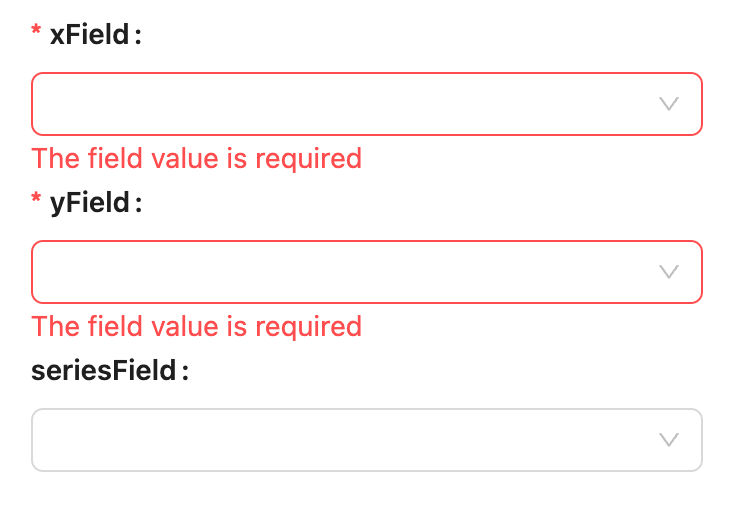 * xField:
The field value is required
* yField:
The field value is required
seriesField: